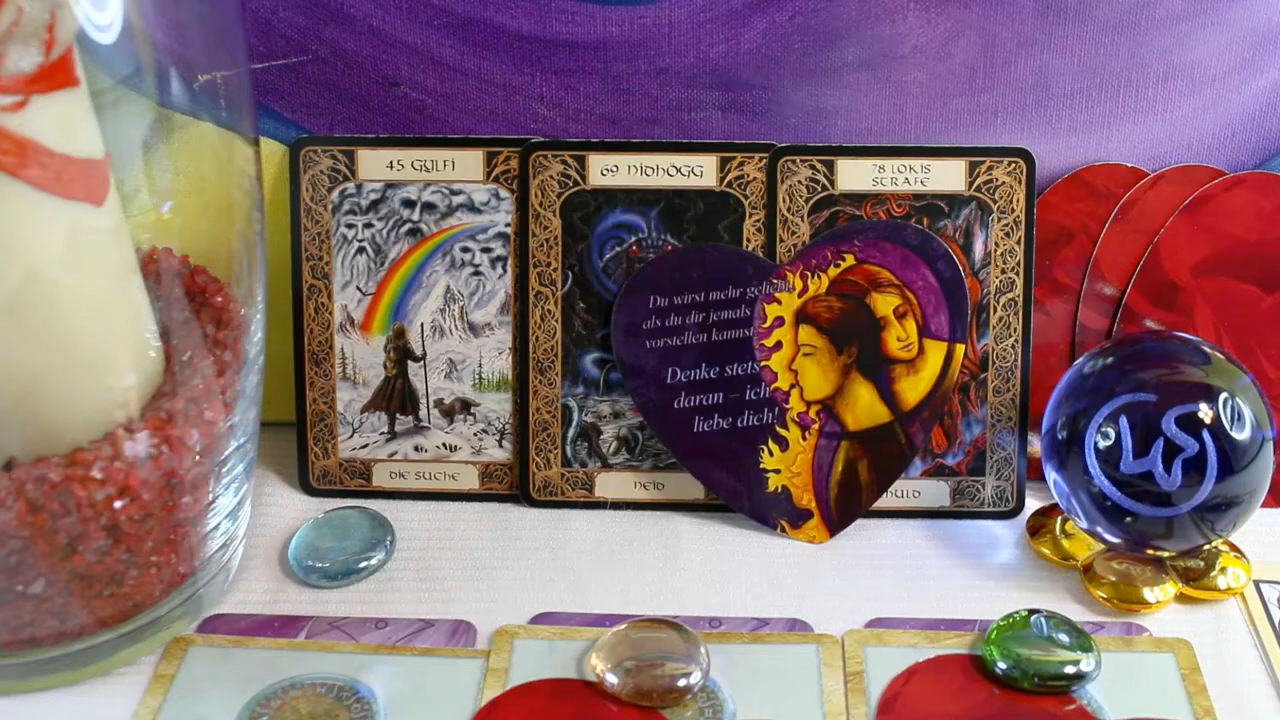 45 GYLFI
DIE SUCHE
69 NIDHÖGG
NEID
78 LOKIS
STRAFE
Du wirst mehr geliebt,
als du dir jemals
vorstellen kannst.
Denke stets
daran – ich
liebe dich!